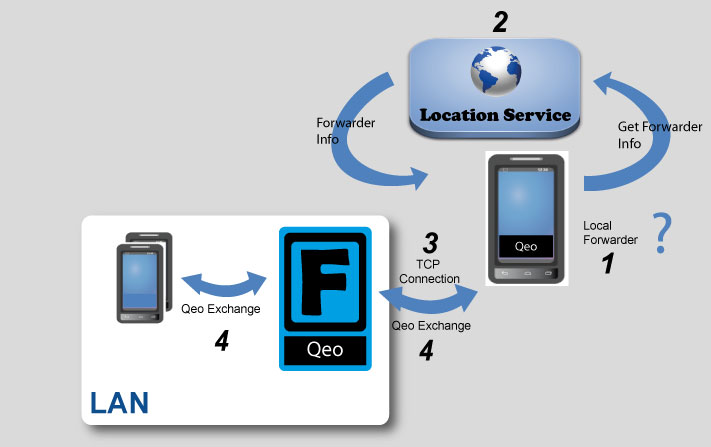 2
Location Service
Forwarder
Info
Get Forwarder
Info
Qeo
Local
Forwarder
?
1
3
TCP
Connection
Qeo Exchange
4
F
Qeo
Qeo Exchange
4
LAN